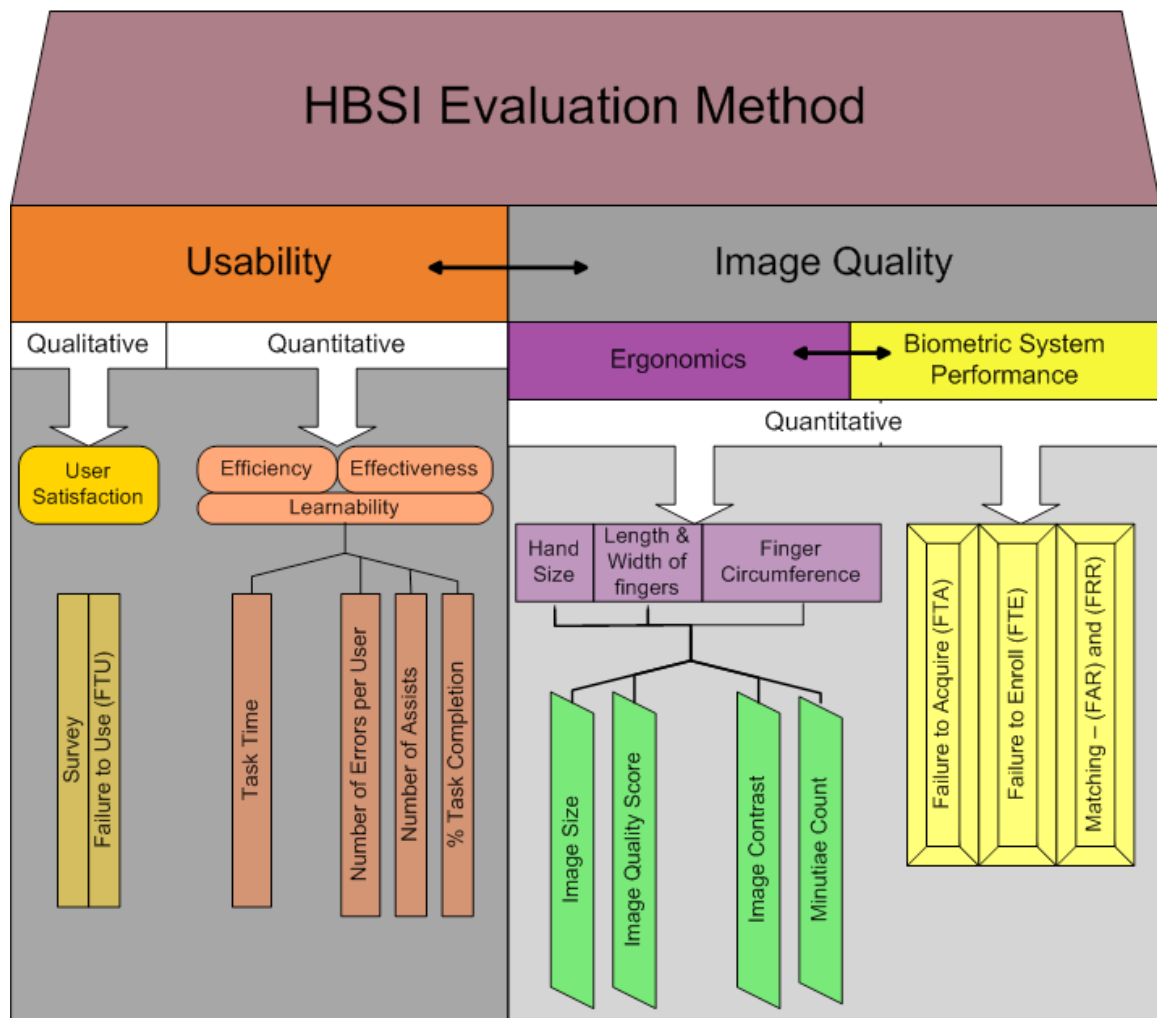 HBSI Evaluation Method
Usability
Image Quality
Qualitative
Quantitative
Ergonomics
Biometric System
Performance
Quantitative
User
Satisfaction
Efficiency
Effectiveness
Learnability
Hand
Size
Length &
Width of
fingers
Finger
Circumference
Survey
Failure to Use (FTU)
Task Time
Number of Errors per User
Number of Assists
% Task Completion
Image Size
Image Quality Score
Image Contrast
Minutiae Count
Failure to Acquire (FTA)
Failure to Enroll (FTE)
Matching – (FAR) and (FRR)